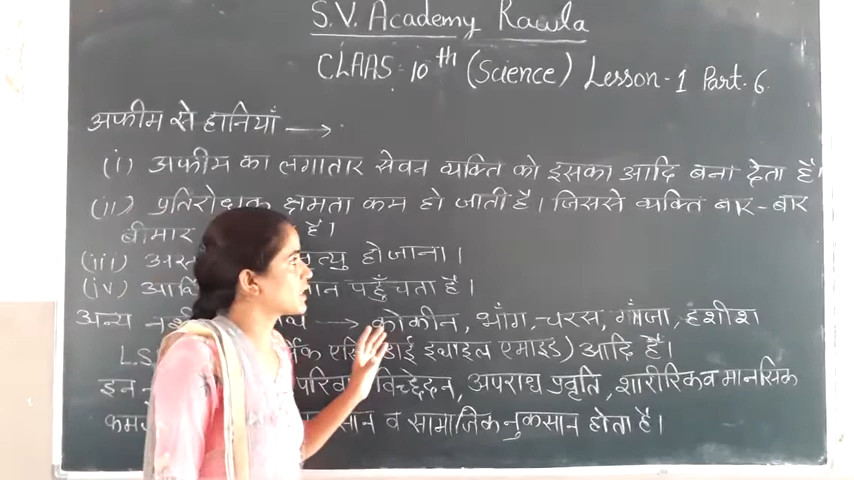 S.V. Academy Rawla
CLAAS - 10th (Science) Lesson - 1 Part - 6
अफीम से हानियाँ →
(i) अफीम का लगातार सेवन व्यक्ति को इसका आदि बना देता है।
(ii) प्रतिरोधक क्षमता कम हो जाती है। जिससे व्यक्ति बार-बार
बीमार है।
(iii) मृत्यु हो जाना।
(iv) पहुँचता है।
अन्य → कोकीन, भाँग, चरस, गाँजा, हशीश
L.S. डाई इथाइल एमाइड) आदि है।
इन परिवार विच्छेदन, अपराध प्रवृति, शारीरिक व मानसिक
व सामाजिक नुकसान होता है।